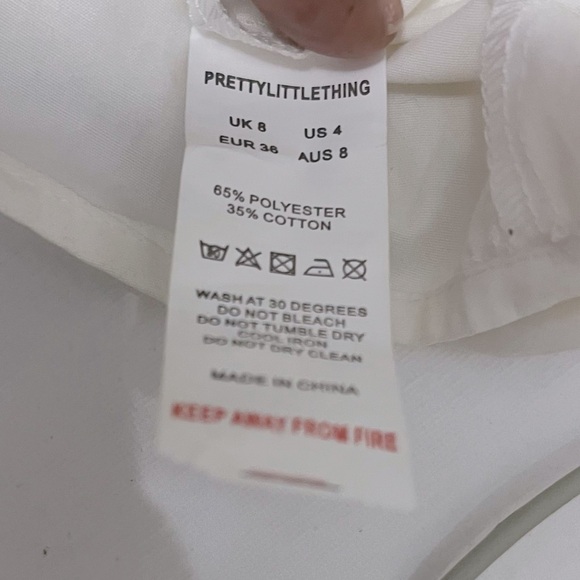 PRETTYLITTLETHING
UK 8 US 4
EUR 36 AUS 8
65% POLYESTER
35% COTTON
WASH AT 30 DEGREES
DO NOT BLEACH
DO NOT TUMBLE DRY
COOL IRON
DO NOT DRY CLEAN
MADE IN CHINA
KEEP AWAY FROM FIRE